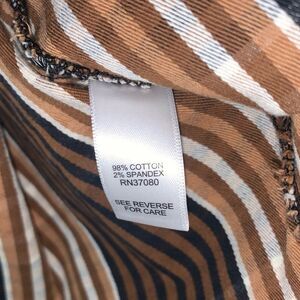 98% COTTON
2% SPANDEX
RN37080
SEE REVERSE
FOR CARE